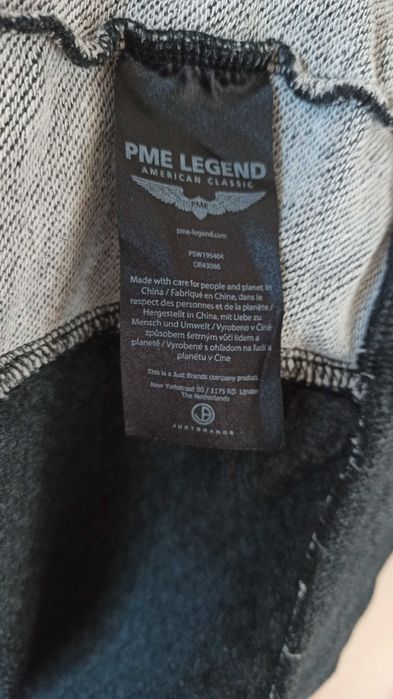 PME LEGEND
AMERICAN CLASSIC
PME
pme-legend.com
PSW195404
OR43096
Made with care for people and planet in
China / Fabriqué en Chine, dans le
respect des personnes et de la planète /
Hergestellt in China, mit Liebe zu
Mensch und Umwelt / Vyrobeno v Číně
způsobem šetrným vůči lidem a
planetě / Vyrobené s ohľadom na ľudí a
planétu v Číne
This is a Just Brands company product.
New Yorkstraat 50 / 1175 RD Lijnden
The Netherlands
JUSTBRANDS